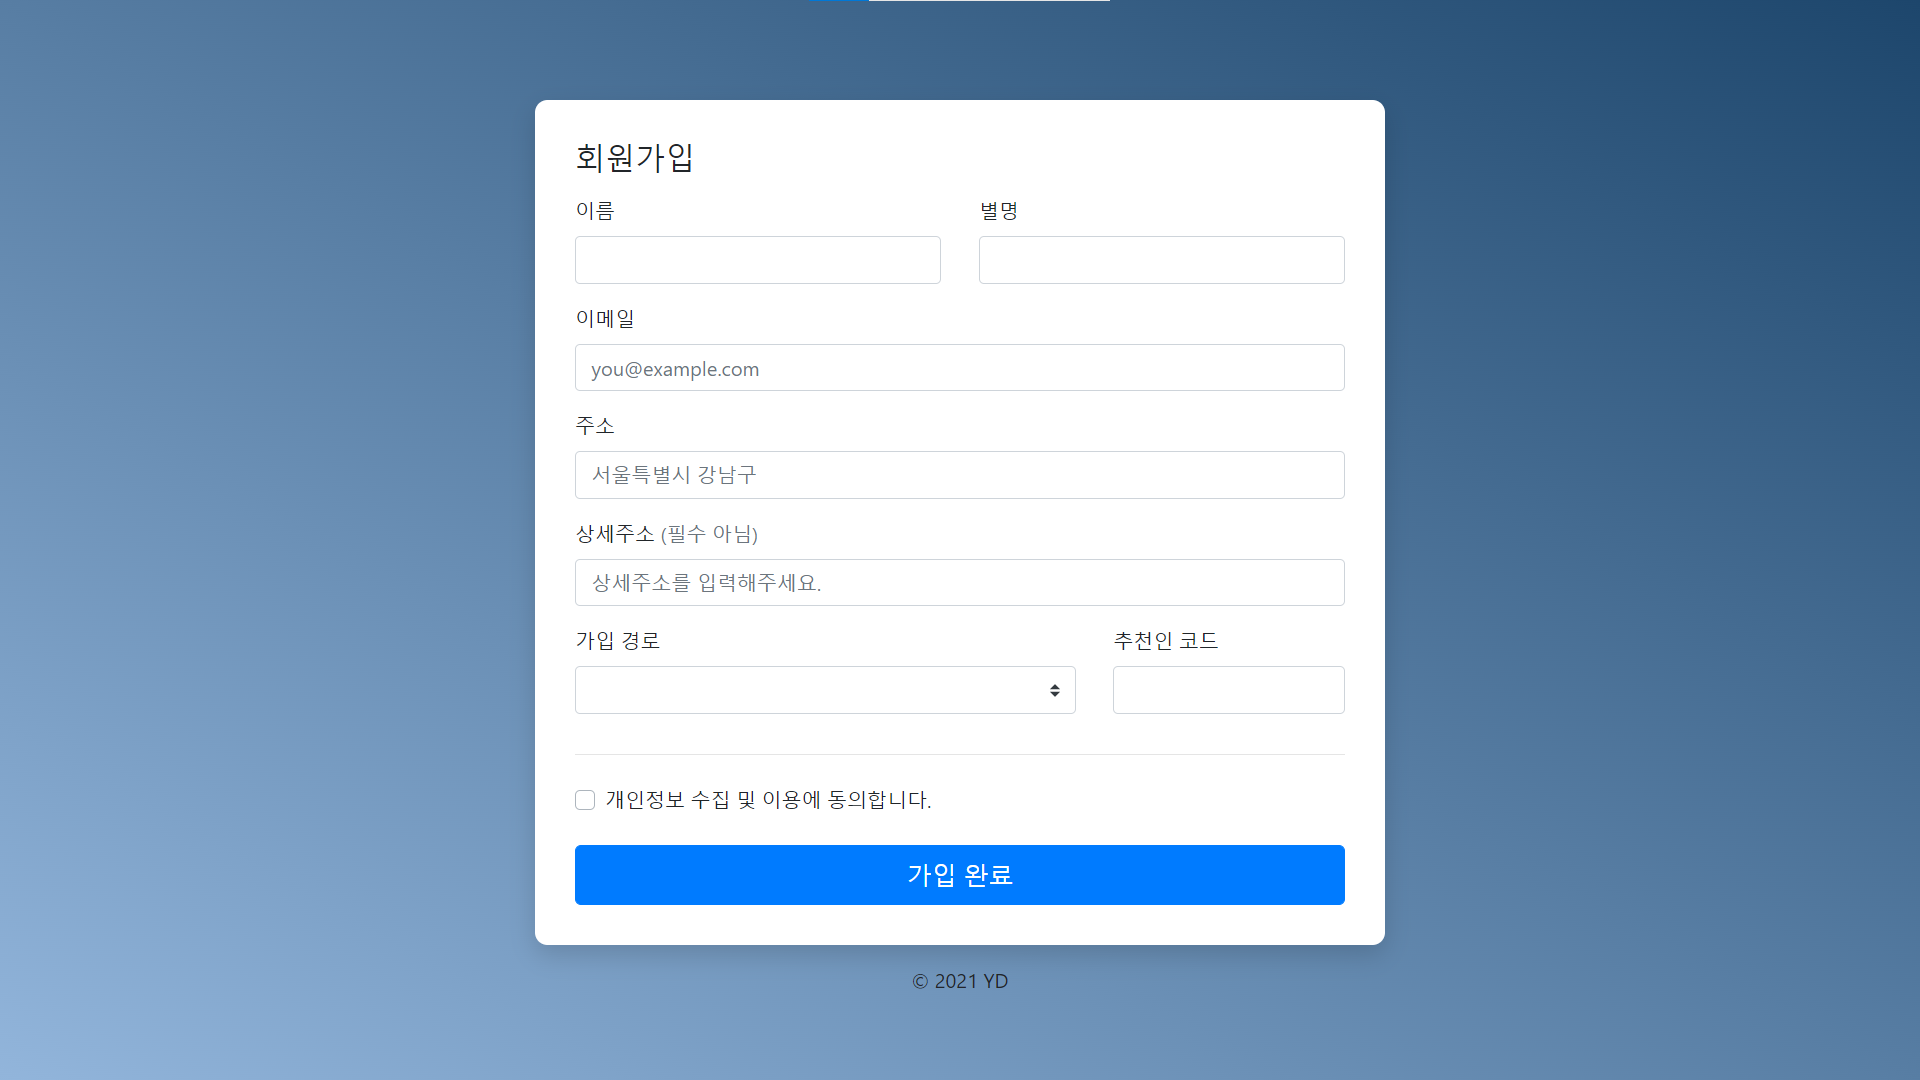 회원가입
이름 별명
이메일
you@example.com
주소
서울특별시 강남구
상세주소 (필수 아님)
상세주소를 입력해주세요.
가입 경로 추천인 코드
개인정보 수집 및 이용에 동의합니다.
가입 완료
© 2021 YD